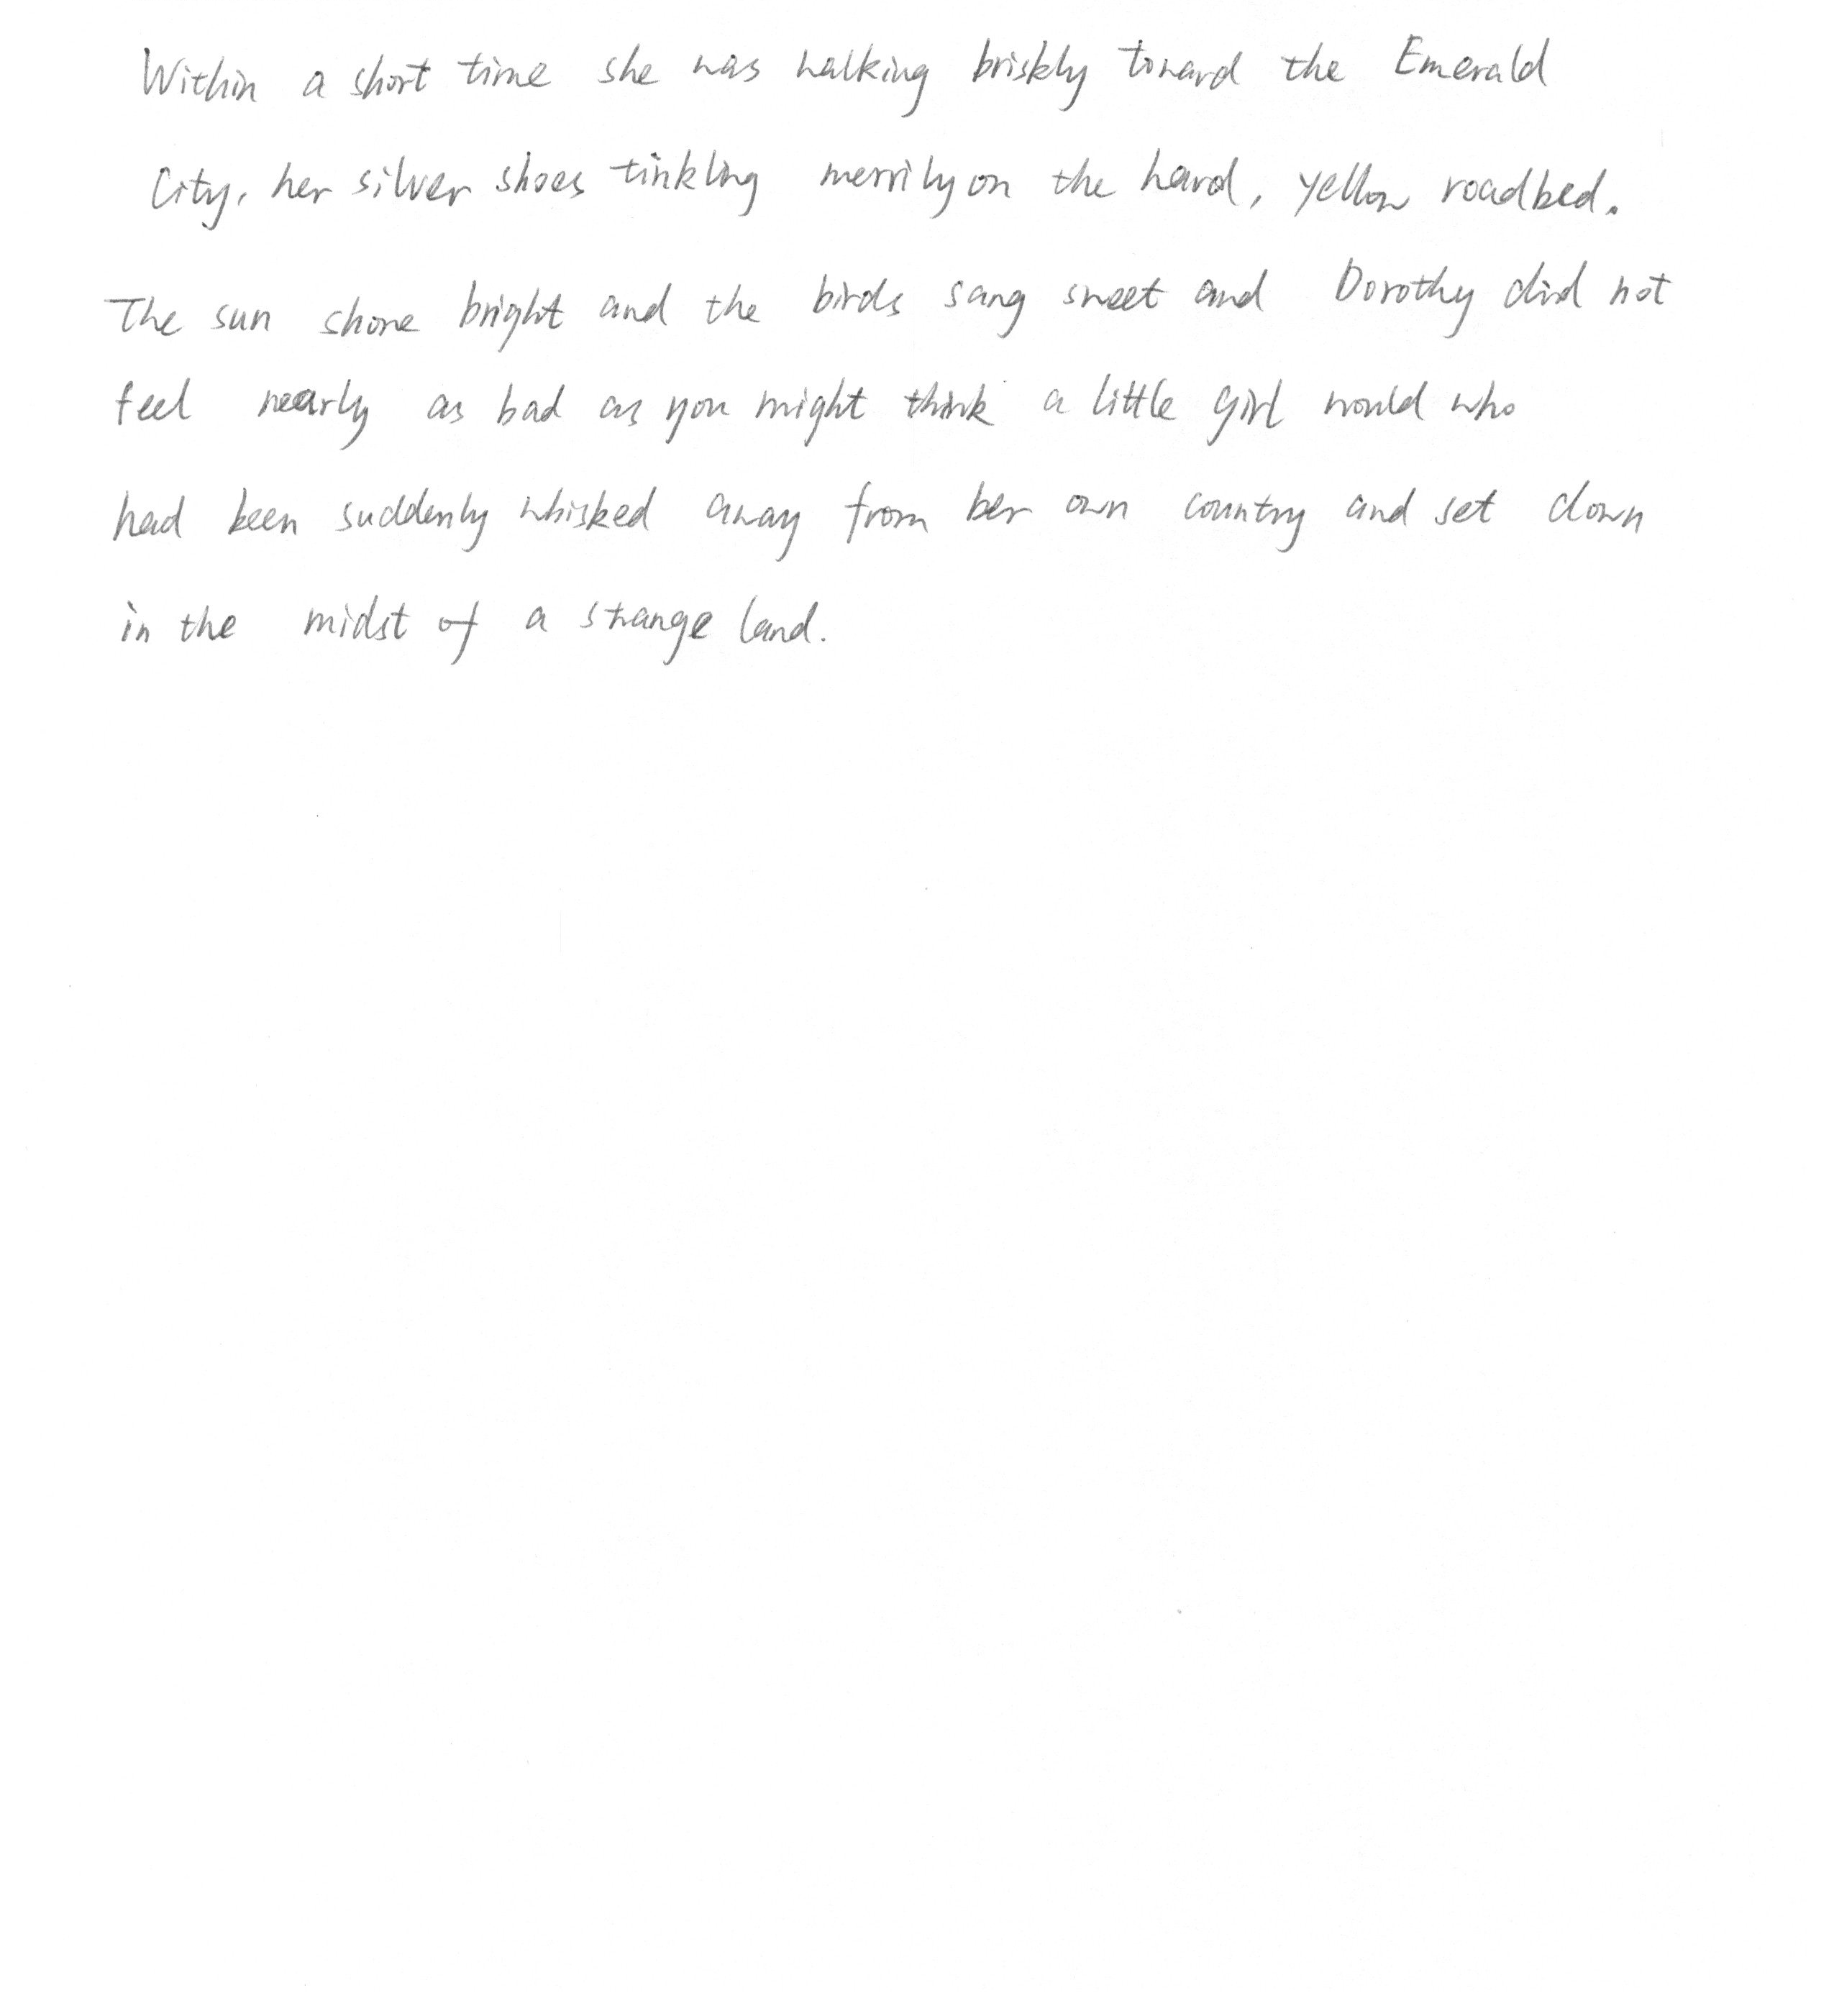 Within a short time she was walking briskly toward the Emerald
City, her silver shoes tinkling merrily on the hard, yellow roadbed.
The sun shone bright and the birds sang sweet and Dorothy did not
feel nearly as bad as you might think a little girl would who
had been suddenly whisked away from her own country and set down
in the midst of a strange land.